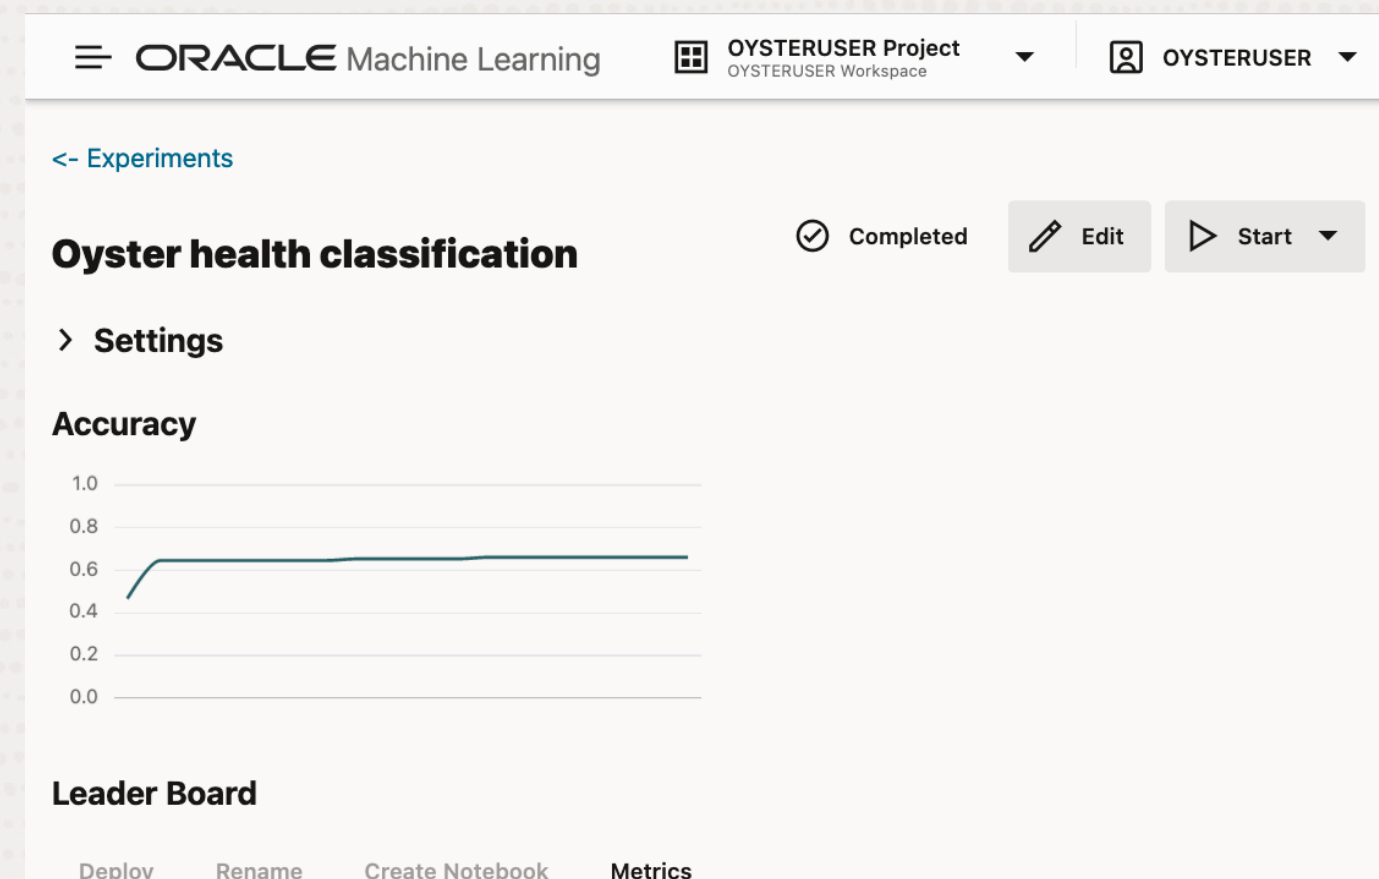 ORACLE Machine Learning
OYSTERUSER Project
OYSTERUSER Workspace
OYSTERUSER
<- Experiments
Oyster health classification
Completed
Edit
Start
Settings
Accuracy
1.0
0.8
0.6
0.4
0.2
0.0
Leader Board
Deploy Rename Create Notebook Metrics